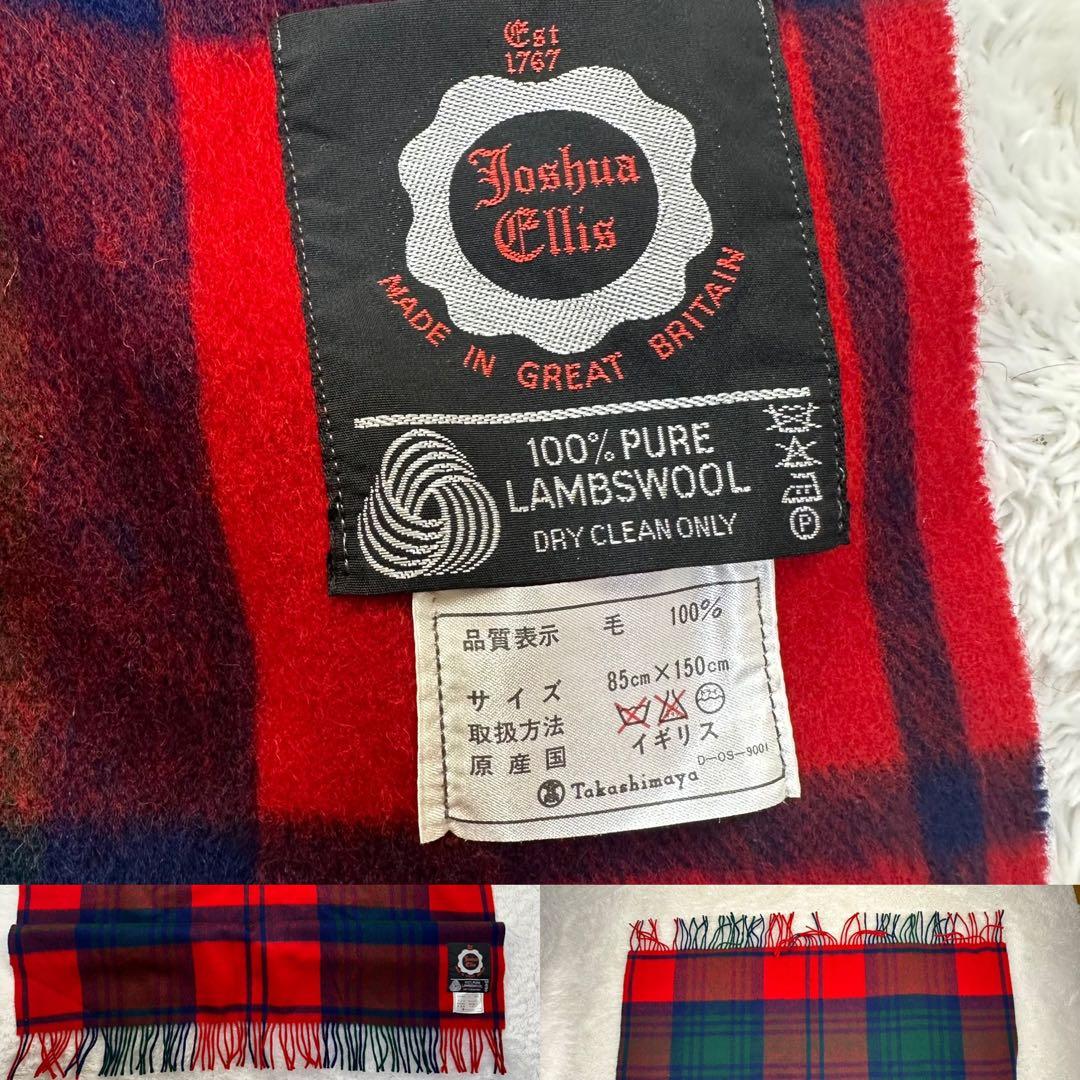 Est
1767
Joshua
Ellis
MADE IN GREAT BRITAIN
100% PURE
LAMBSWOOL
DRY CLEAN ONLY
P
品質表示 毛 100%
サイズ 85cm×150cm
取扱方法
原産国 イギリス
D-OS-9001
髙 Takashimaya